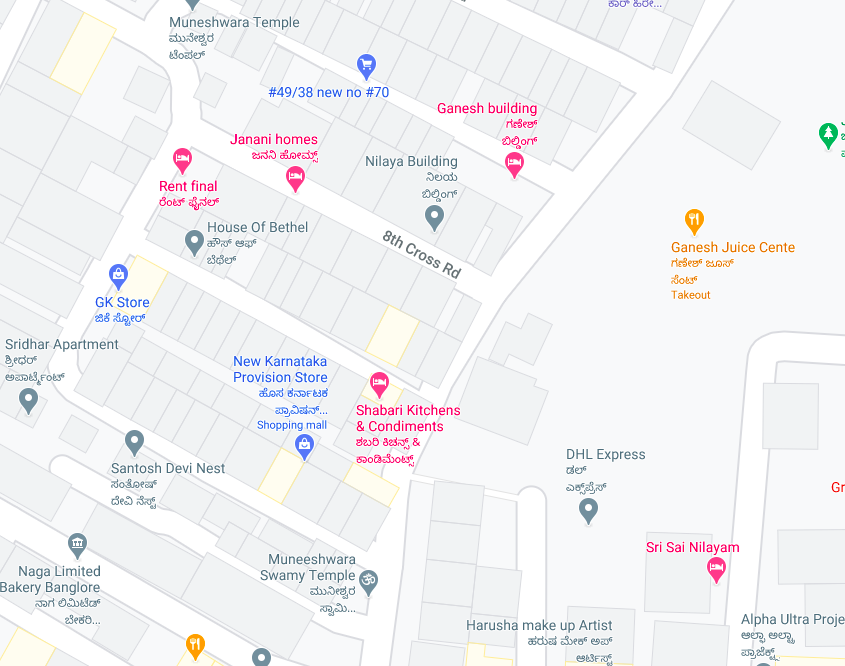 ಕಾರ್ ಹಿರೇ...
Muneshwara Temple
ಮುನೇಶ್ವರ
ಟೆಂಪಲ್
#49/38 new no #70
Ganesh building
ಗಣೇಶ್
ಬಿಲ್ಡಿಂಗ್
Janani homes
ಜನನಿ ಹೋಮ್ಸ್
Nilaya Building
ನಿಲಯ
ಬಿಲ್ಡಿಂಗ್
Rent final
ರೆಂಟ್ ಫೈನಲ್
House Of Bethel
ಹೌಸ್ ಆಫ್
ಬೆಥೆಲ್
8th Cross Rd
Ganesh Juice Cente
ಗಣೇಶ್ ಜೂಸ್
ಸೆಂಟ್
Takeout
GK Store
ಜಿಕೆ ಸ್ಟೋರ್
Sridhar Apartment
ಶ್ರೀಧರ್
ಅಪಾರ್ಟ್ಮೆಂಟ್
New Karnataka
Provision Store
ಹೊಸ ಕರ್ನಾಟಕ
ಪ್ರಾವಿಷನ್...
Shopping mall
Shabari Kitchens
& Condiments
ಶಬರಿ ಕಿಚನ್ಸ್ &
ಕಾಂಡಿಮೆಂಟ್ಸ್
Santosh Devi Nest
ಸಂತೋಷ್
ದೇವಿ ನೆಸ್ಟ್
DHL Express
ಡಲ್
ಎಕ್ಸ್‌ಪ್ರೆಸ್
Gr
Sri Sai Nilayam
Naga Limited
Bakery Banglore
ನಾಗ ಲಿಮಿಟೆಡ್
ಬೇಕರಿ...
Muneeshwara
Swamy Temple
ಮುನೀಶ್ವರ
ಸ್ವಾಮಿ...
Harusha make up Artist
ಹರುಷ ಮೇಕ್ ಅಪ್
ಆರ್ಟಿಸ್ಟ್
Alpha Ultra Proje
ಆಲ್ಫಾ ಅಲ್ಟ್ರಾ
ಪ್ರಾಜೆಕ್ಟ್